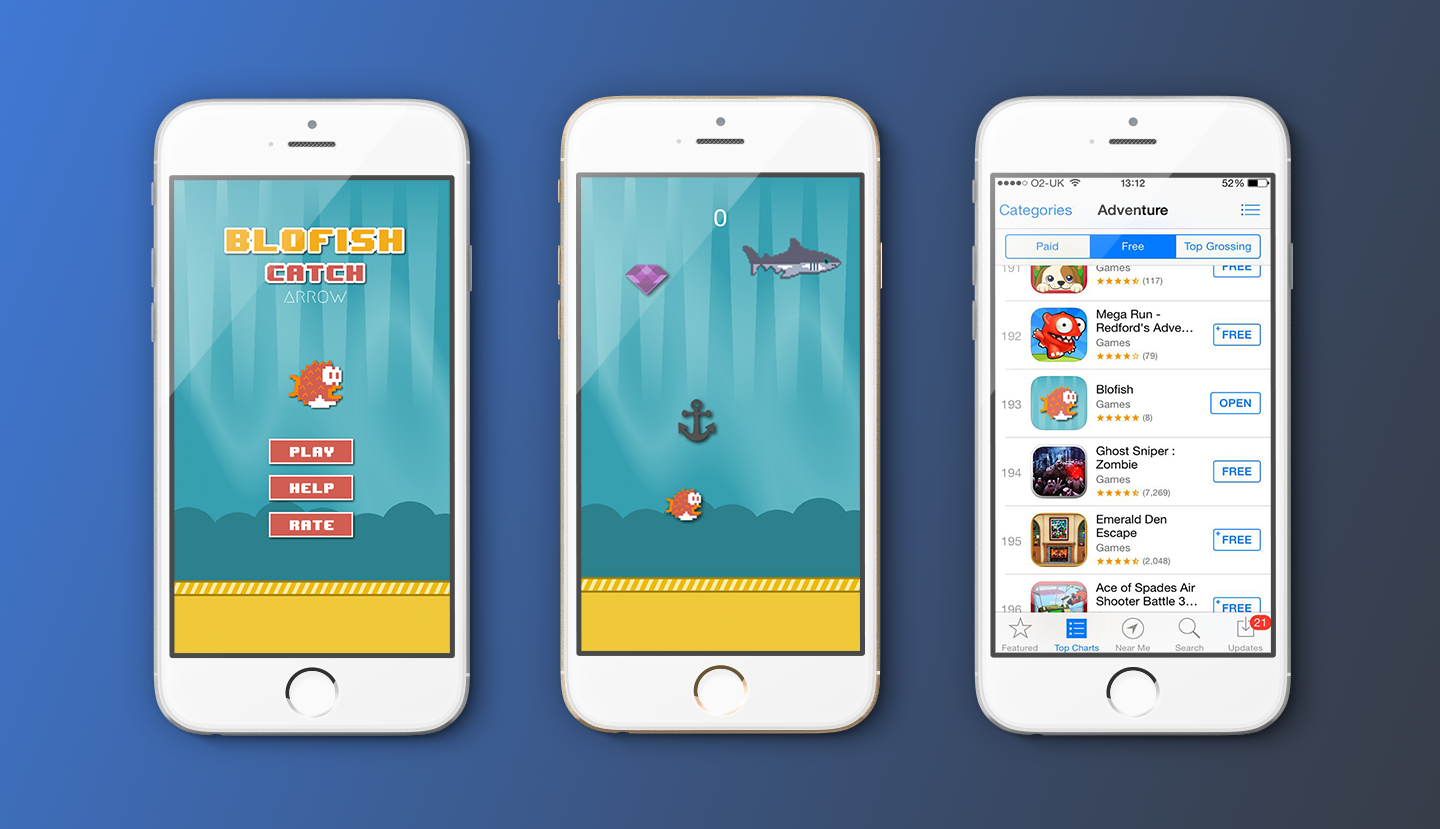 BLOFISH
CATCH
ARROW
PLAY
HELP
RATE
0
O2-UK 13:12 52%
Categories Adventure
Paid Free Top Grossing
191 Games FREE
(117)
Mega Run -
Redford's Adve...
192 Games +FREE
(79)
Blofish
193 Games OPEN
(8)
Ghost Sniper :
Zombie
194 Games FREE
(7,269)
Emerald Den
Escape
195 Games +FREE
(2,048)
Ace of Spades Air
Shooter Battle 3...
196 +FREE
21
Featured Top Charts Near Me Search Updates